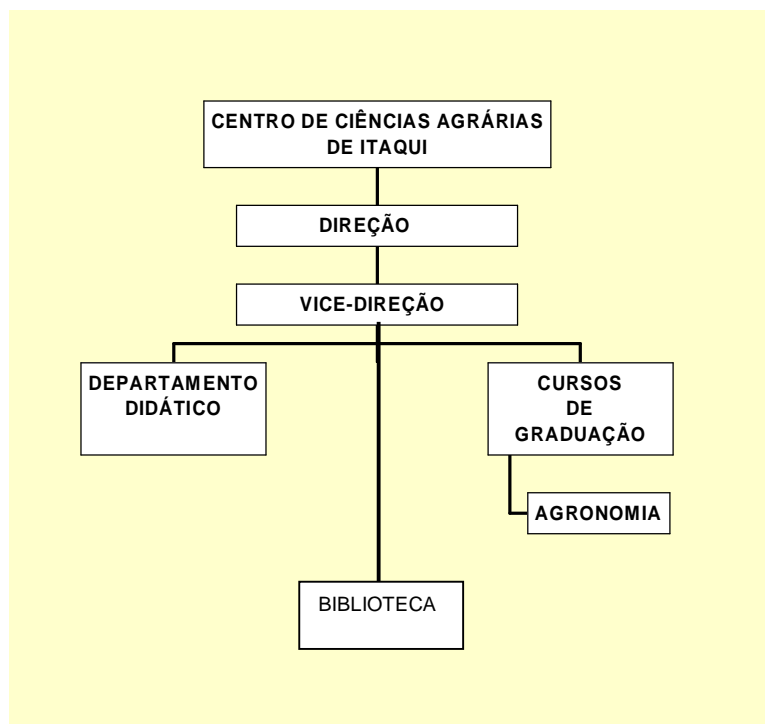 CENTRO DE CIÊNCIAS AGRÁRIAS
DE ITAQUI
DIREÇÃO
VICE-DIREÇÃO
DEPARTAMENTO
DIDÁTICO
CURSOS
DE
GRADUAÇÃO
AGRONOMIA
BIBLIOTECA